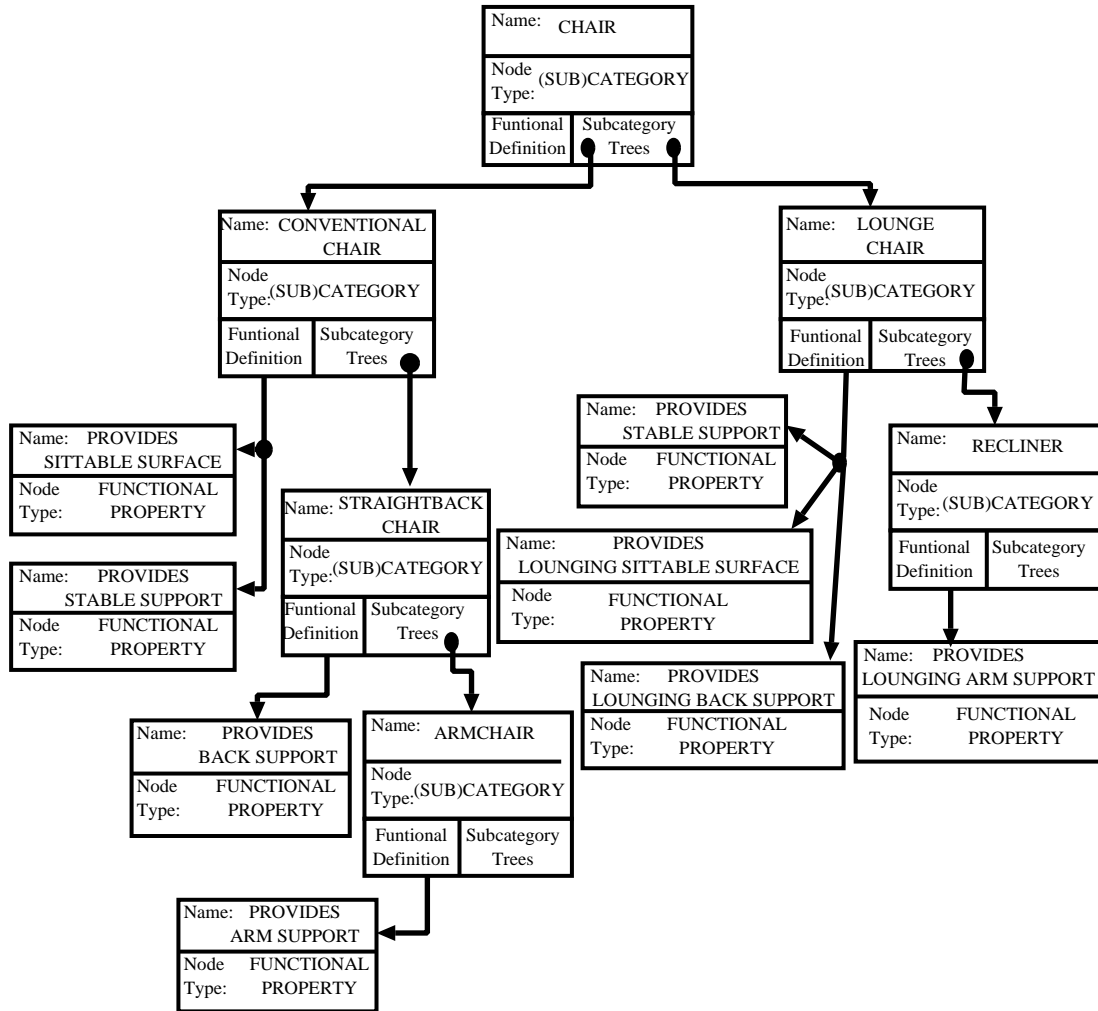 Name: CHAIR
Node
Type: (SUB)CATEGORY
Funtional
Definition
Subcategory
Trees
Name: CONVENTIONAL
CHAIR
Node
Type: (SUB)CATEGORY
Funtional
Definition
Subcategory
Trees
Name: LOUNGE
CHAIR
Node
Type: (SUB)CATEGORY
Funtional
Definition
Subcategory
Trees
Name: PROVIDES
SITTABLE SURFACE
Node FUNCTIONAL
Type: PROPERTY
Name: PROVIDES
STABLE SUPPORT
Node FUNCTIONAL
Type: PROPERTY
Name: STRAIGHTBACK
CHAIR
Node
Type: (SUB)CATEGORY
Funtional
Definition
Subcategory
Trees
Name: PROVIDES
STABLE SUPPORT
Node FUNCTIONAL
Type: PROPERTY
Name: PROVIDES
LOUNGING SITTABLE SURFACE
Node FUNCTIONAL
Type: PROPERTY
Name: PROVIDES
LOUNGING BACK SUPPORT
Node FUNCTIONAL
Type: PROPERTY
Name: RECLINER
Node
Type: (SUB)CATEGORY
Funtional
Definition
Subcategory
Trees
Name: PROVIDES
LOUNGING ARM SUPPORT
Node FUNCTIONAL
Type: PROPERTY
Name: PROVIDES
BACK SUPPORT
Node FUNCTIONAL
Type: PROPERTY
Name: ARMCHAIR
Node
Type: (SUB)CATEGORY
Funtional
Definition
Subcategory
Trees
Name: PROVIDES
ARM SUPPORT
Node FUNCTIONAL
Type: PROPERTY